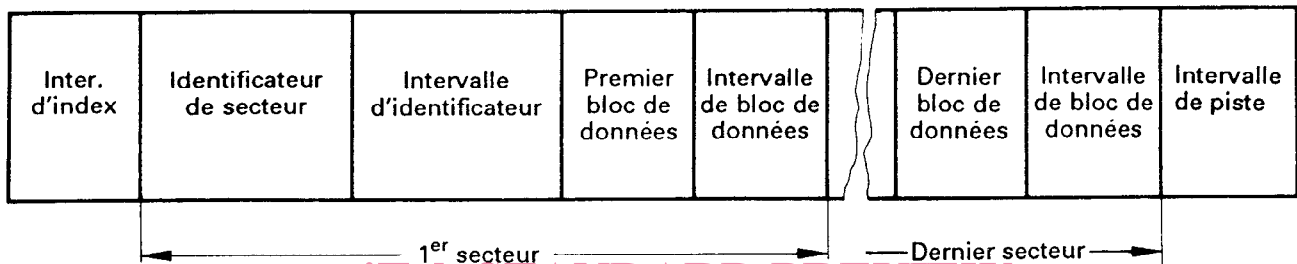 Inter.
d'index
Identificateur
de secteur
Intervalle
d'identificateur
Premier
bloc de
données
Intervalle
de bloc de
données
Dernier
bloc de
données
Intervalle
de bloc de
données
Intervalle
de piste
1er secteur
Dernier secteur